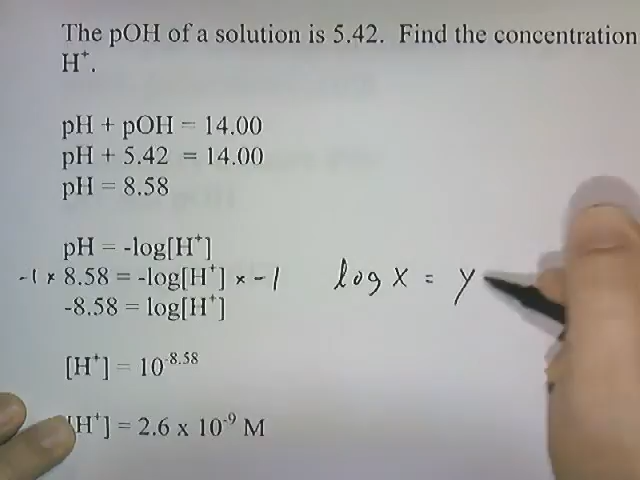 The pOH of a solution is 5.42. Find the concentration
H⁺.
pH + pOH = 14.00
pH + 5.42 = 14.00
pH = 8.58
pH = -log[H⁺]
-1 × 8.58 = -log[H⁺] × -1
log x = y
-8.58 = log[H⁺]
[H⁺] = 10⁻⁸·⁵⁸
[H⁺] = 2.6 x 10⁻⁹ M